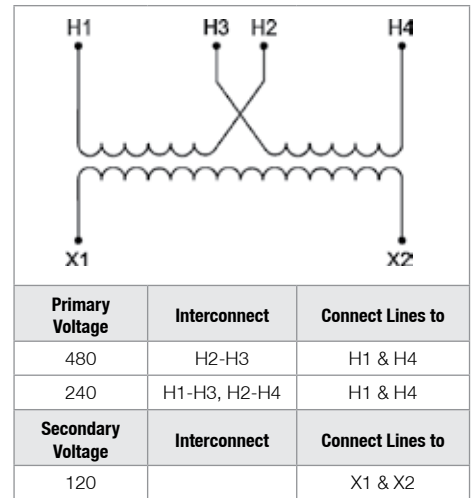 H1 H3 H2 H4
X1 X2
Primary Voltage Interconnect Connect Lines to
480 H2-H3 H1 & H4
240 H1-H3, H2-H4 H1 & H4
Secondary Voltage Interconnect Connect Lines to
120 X1 & X2